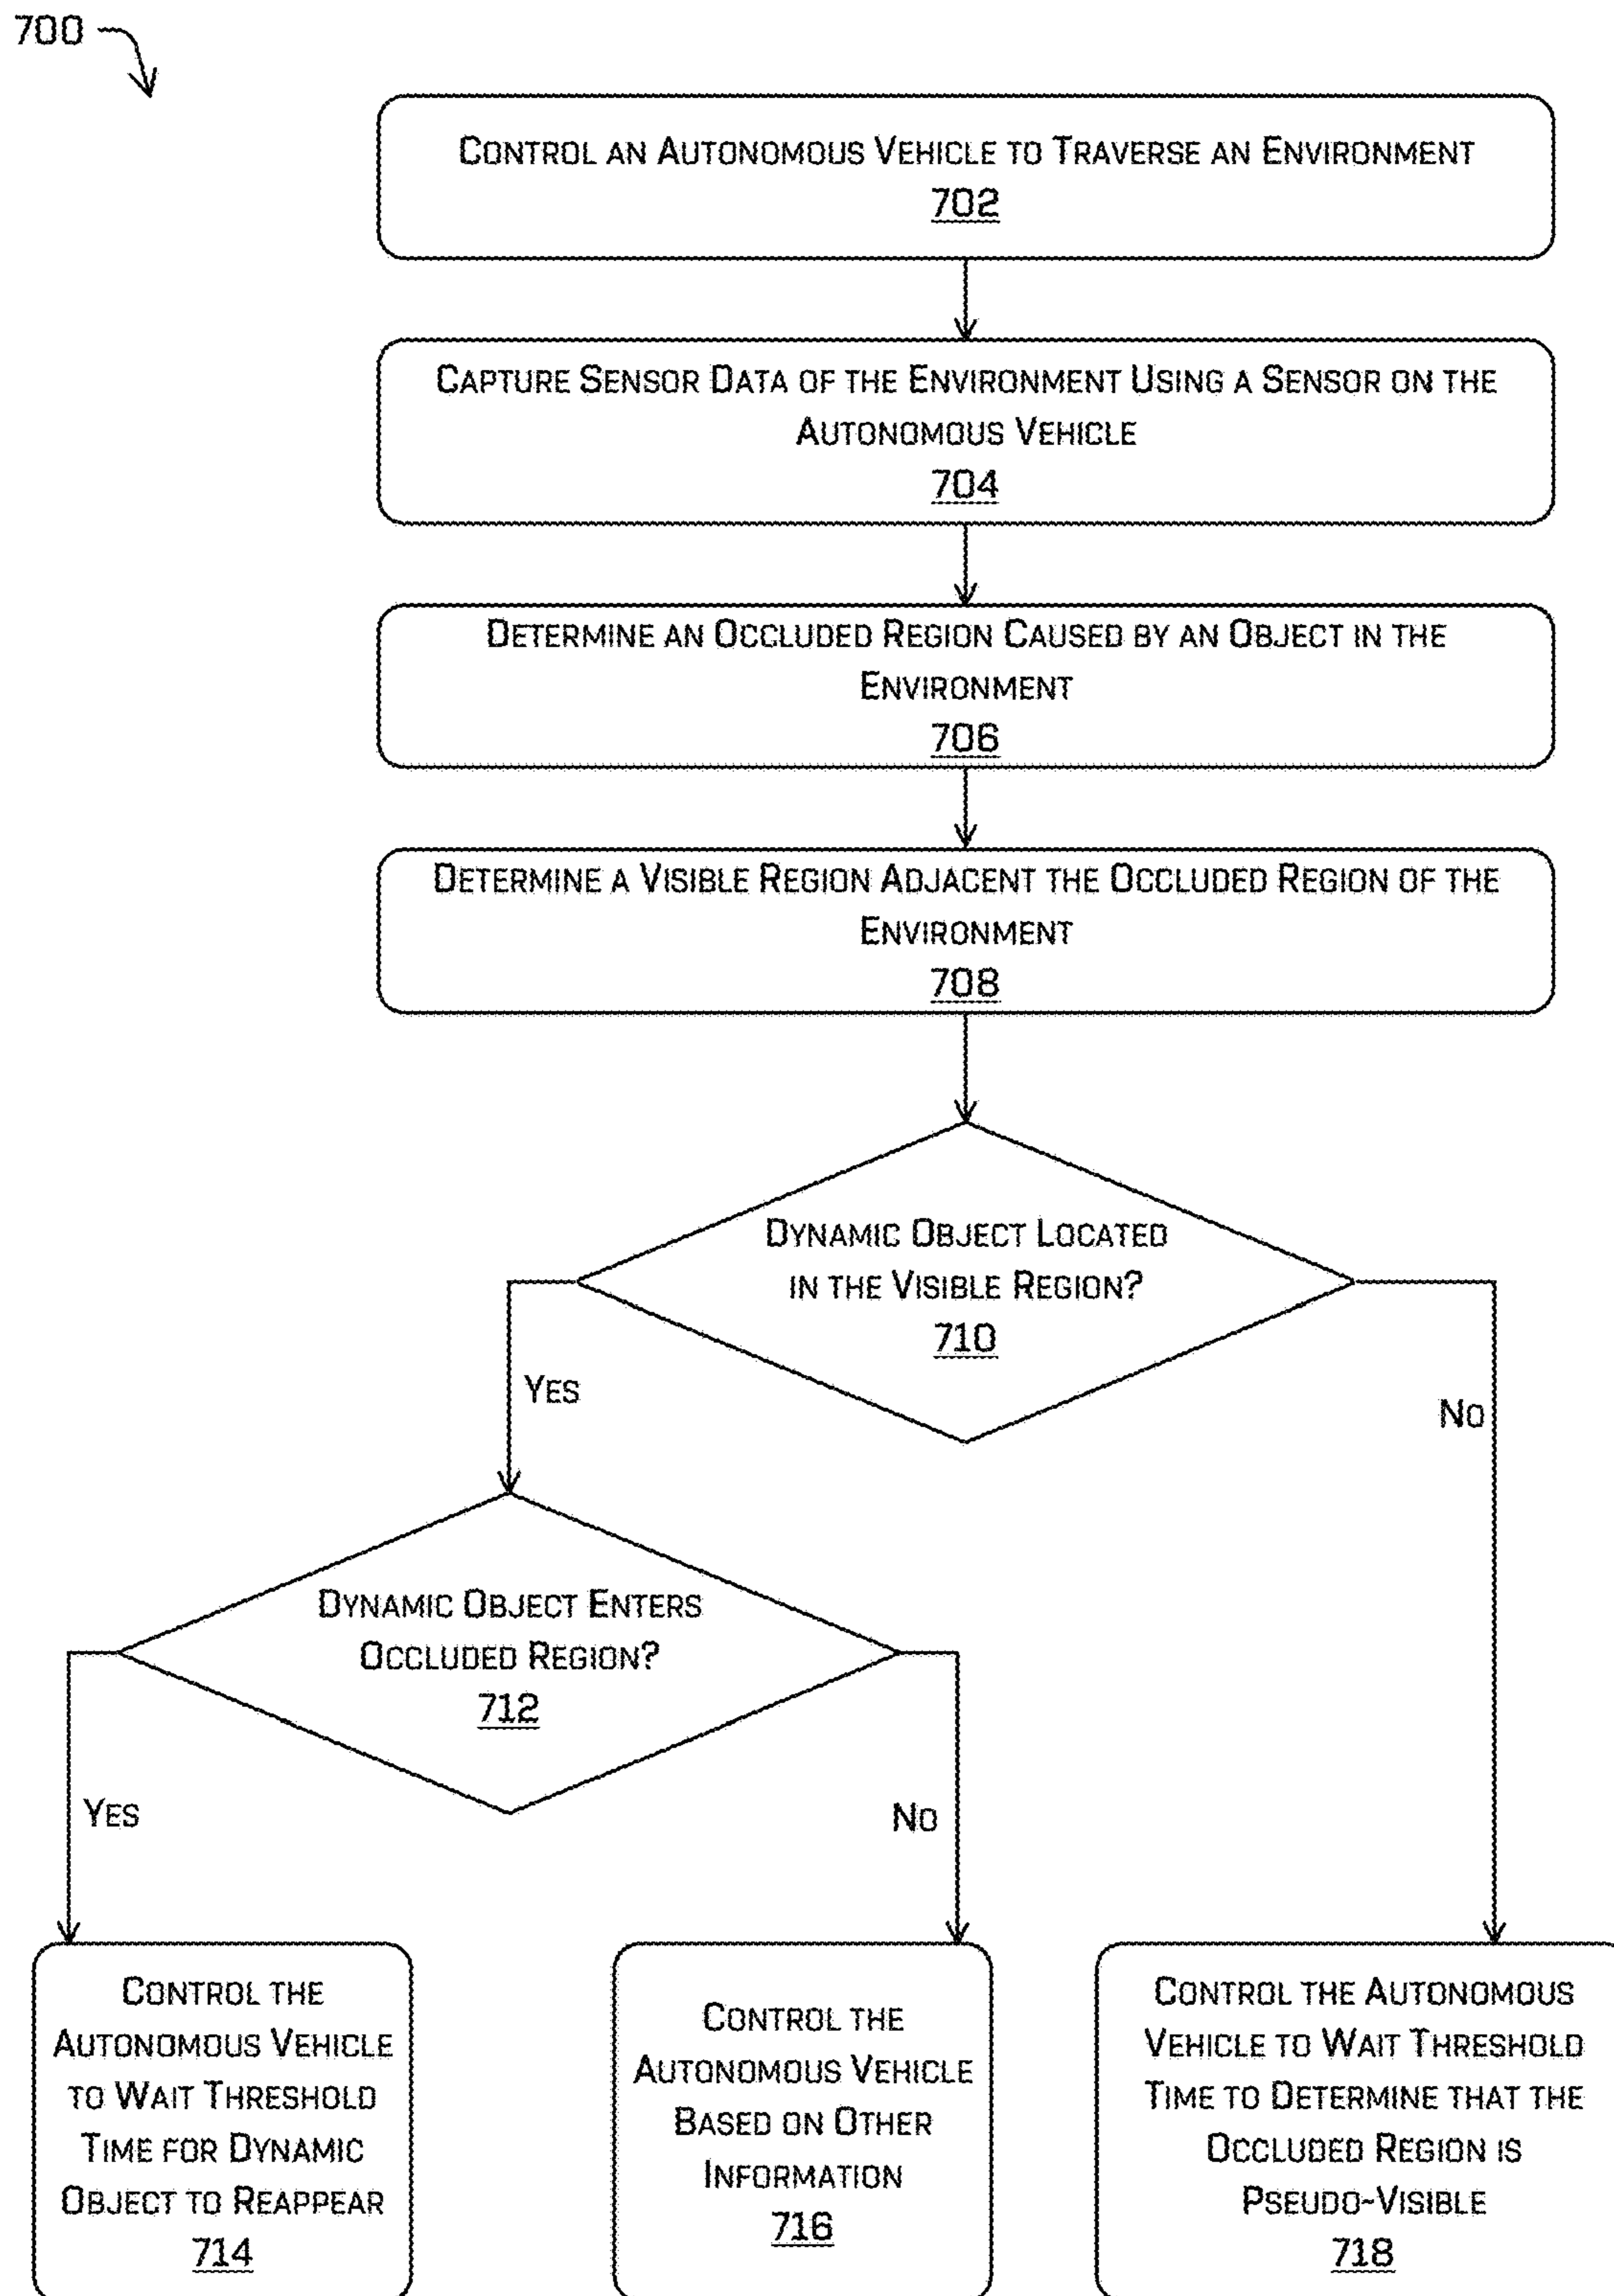 700
CONTROL AN AUTONOMOUS VEHICLE TO TRAVERSE AN ENVIRONMENT
702
CAPTURE SENSOR DATA OF THE ENVIRONMENT USING A SENSOR ON THE
AUTONOMOUS VEHICLE
704
DETERMINE AN OCCLUDED REGION CAUSED BY AN OBJECT IN THE
ENVIRONMENT
706
DETERMINE A VISIBLE REGION ADJACENT THE OCCLUDED REGION OF THE
ENVIRONMENT
708
DYNAMIC OBJECT LOCATED
IN THE VISIBLE REGION?
710
YES
NO
DYNAMIC OBJECT ENTERS
OCCLUDED REGION?
712
YES
NO
CONTROL THE
AUTONOMOUS VEHICLE
TO WAIT THRESHOLD
TIME FOR DYNAMIC
OBJECT TO REAPPEAR
714
CONTROL THE
AUTONOMOUS VEHICLE
BASED ON OTHER
INFORMATION
716
CONTROL THE AUTONOMOUS
VEHICLE TO WAIT THRESHOLD
TIME TO DETERMINE THAT THE
OCCLUDED REGION IS
PSEUDO-VISIBLE
718